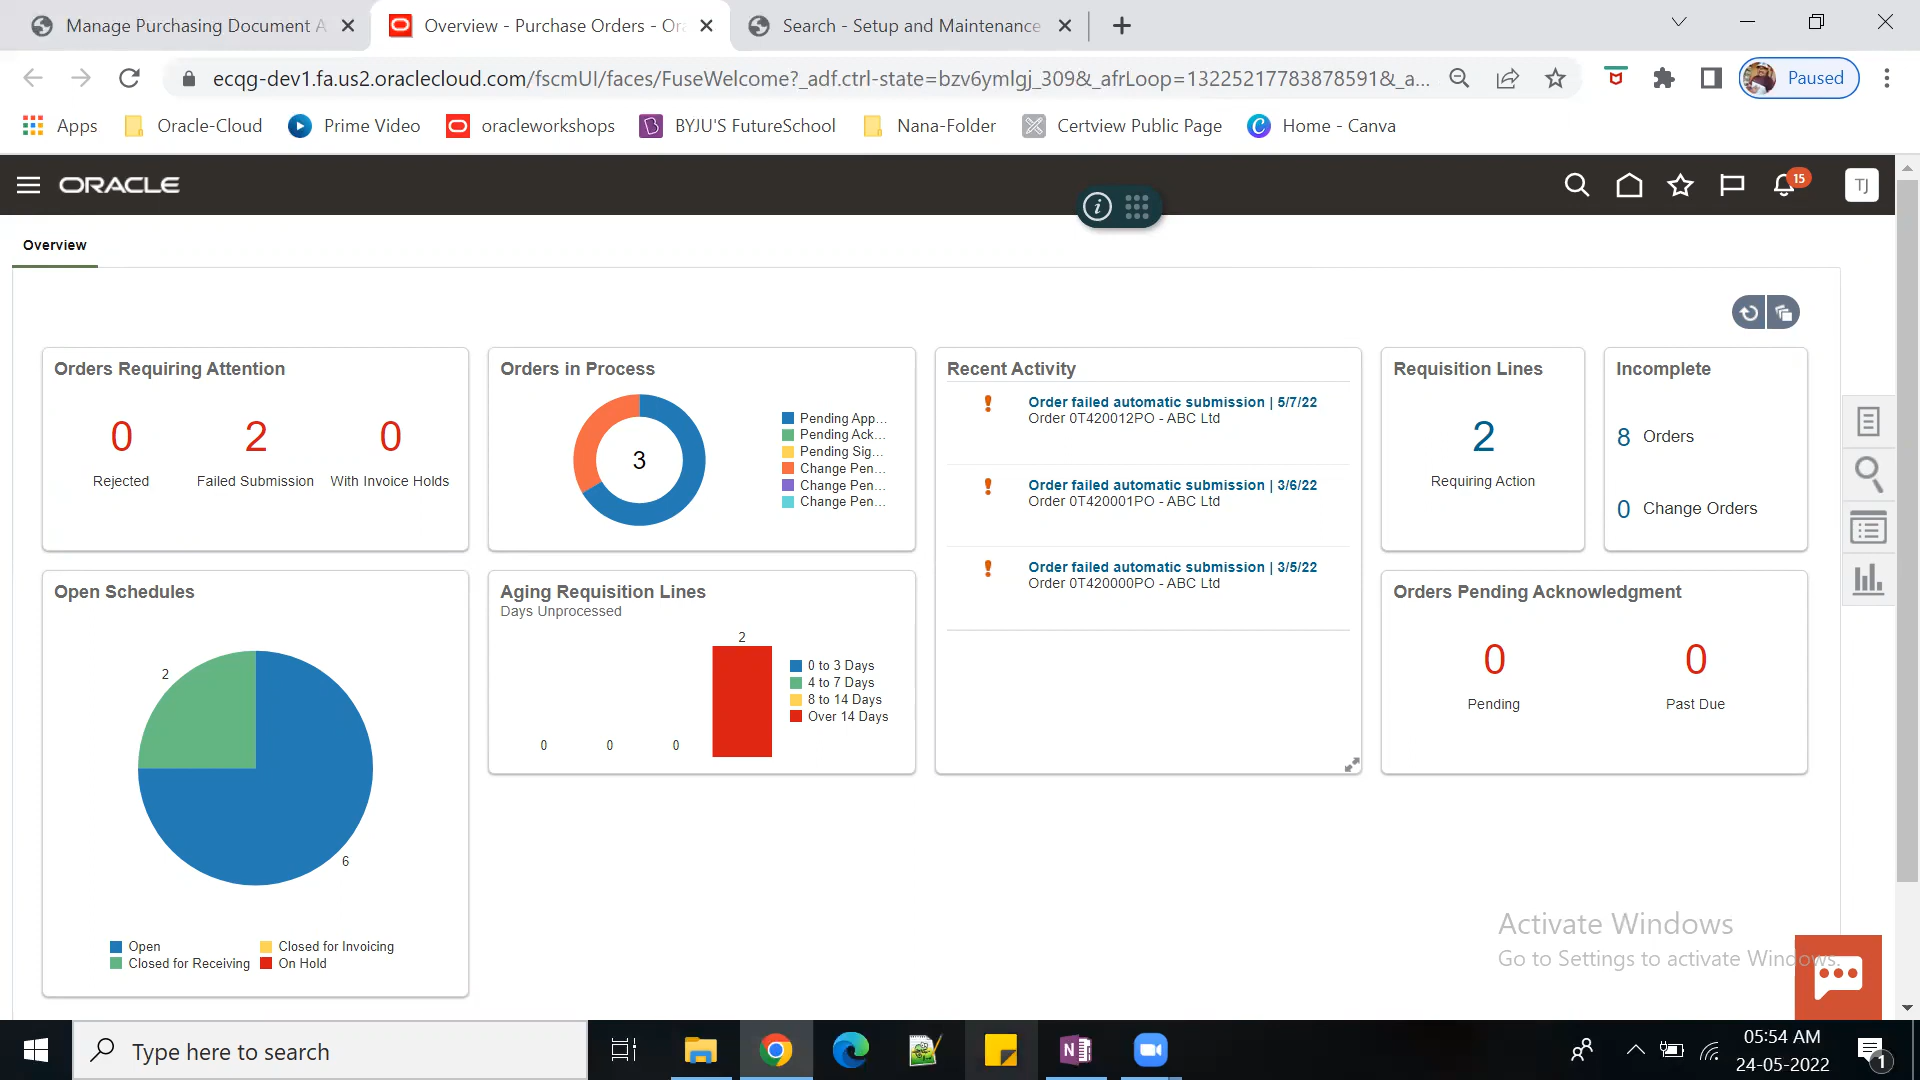 Manage Purchasing Document A
Overview - Purchase Orders - Ora
Search - Setup and Maintenance
ecqg-dev1.fa.us2.oraclecloud.com/fscmUI/faces/FuseWelcome?_adf.ctrl-state=bzv6ymlgj_309&_afrLoop=13225217783878591&_a...
Paused
Apps
Oracle-Cloud
Prime Video
oracleworkshops
BYJU'S FutureSchool
Nana-Folder
Certview Public Page
Home - Canva
ORACLE
15
TJ
Overview
Orders Requiring Attention
0
2
0
Rejected
Failed Submission
With Invoice Holds
Orders in Process
3
Pending App...
Pending Ack...
Pending Sig...
Change Pen...
Change Pen...
Change Pen...
Recent Activity
Order failed automatic submission | 5/7/22
Order 0T420012PO - ABC Ltd
Order failed automatic submission | 3/6/22
Order 0T420001PO - ABC Ltd
Order failed automatic submission | 3/5/22
Order 0T420000PO - ABC Ltd
Requisition Lines
2
Requiring Action
Incomplete
8 Orders
0 Change Orders
Open Schedules
2
6
Open
Closed for Invoicing
Closed for Receiving
On Hold
Aging Requisition Lines
Days Unprocessed
2
0
0
0
0 to 3 Days
4 to 7 Days
8 to 14 Days
Over 14 Days
Orders Pending Acknowledgment
0
0
Pending
Past Due
Activate Windows
Go to Settings to activate Windows.
Type here to search
05:54 AM
24-05-2022
1